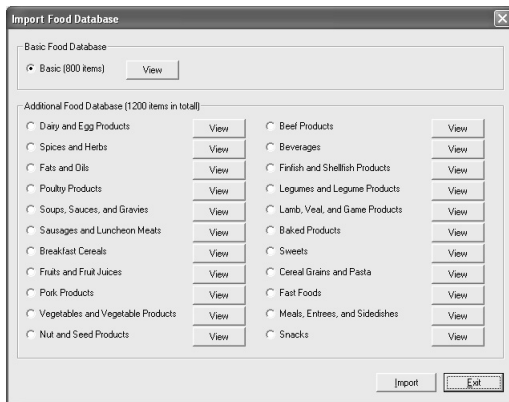 Import Food Database
Basic Food Database
Basic (800 items) View
Additional Food Database (1200 items in totall)
Dairy and Egg Products View Beef Products View
Spices and Herbs View Beverages View
Fats and Oils View Finfish and Shellfish Products View
Poultry Products View Legumes and Legume Products View
Soups, Sauces, and Gravies View Lamb, Veal, and Game Products View
Sausages and Luncheon Meats View Baked Products View
Breakfast Cereals View Sweets View
Fruits and Fruit Juices View Cereal Grains and Pasta View
Pork Products View Fast Foods View
Vegetables and Vegetable Products View Meals, Entrees, and Sidedishes View
Nut and Seed Products View Snacks View
Import Exit